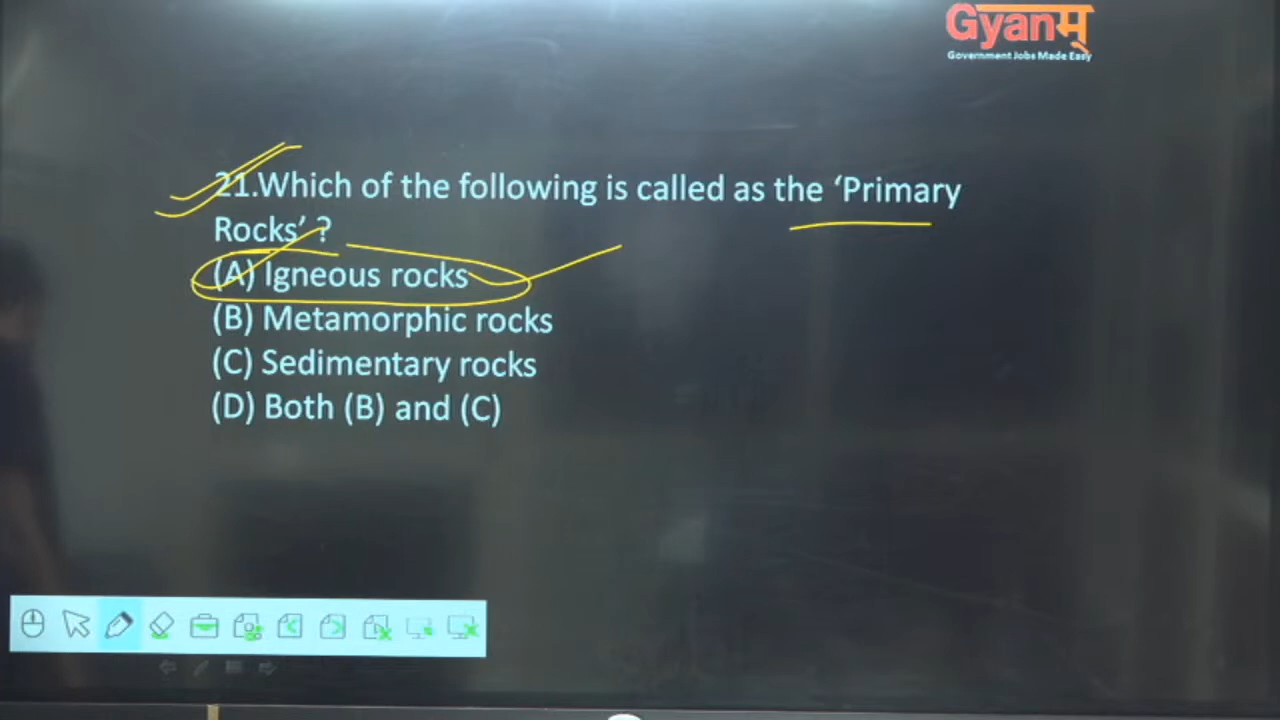 Gyanम्
Government Jobs Made Easy
21.Which of the following is called as the ‘Primary
Rocks’ ?
(A) Igneous rocks
(B) Metamorphic rocks
(C) Sedimentary rocks
(D) Both (B) and (C)